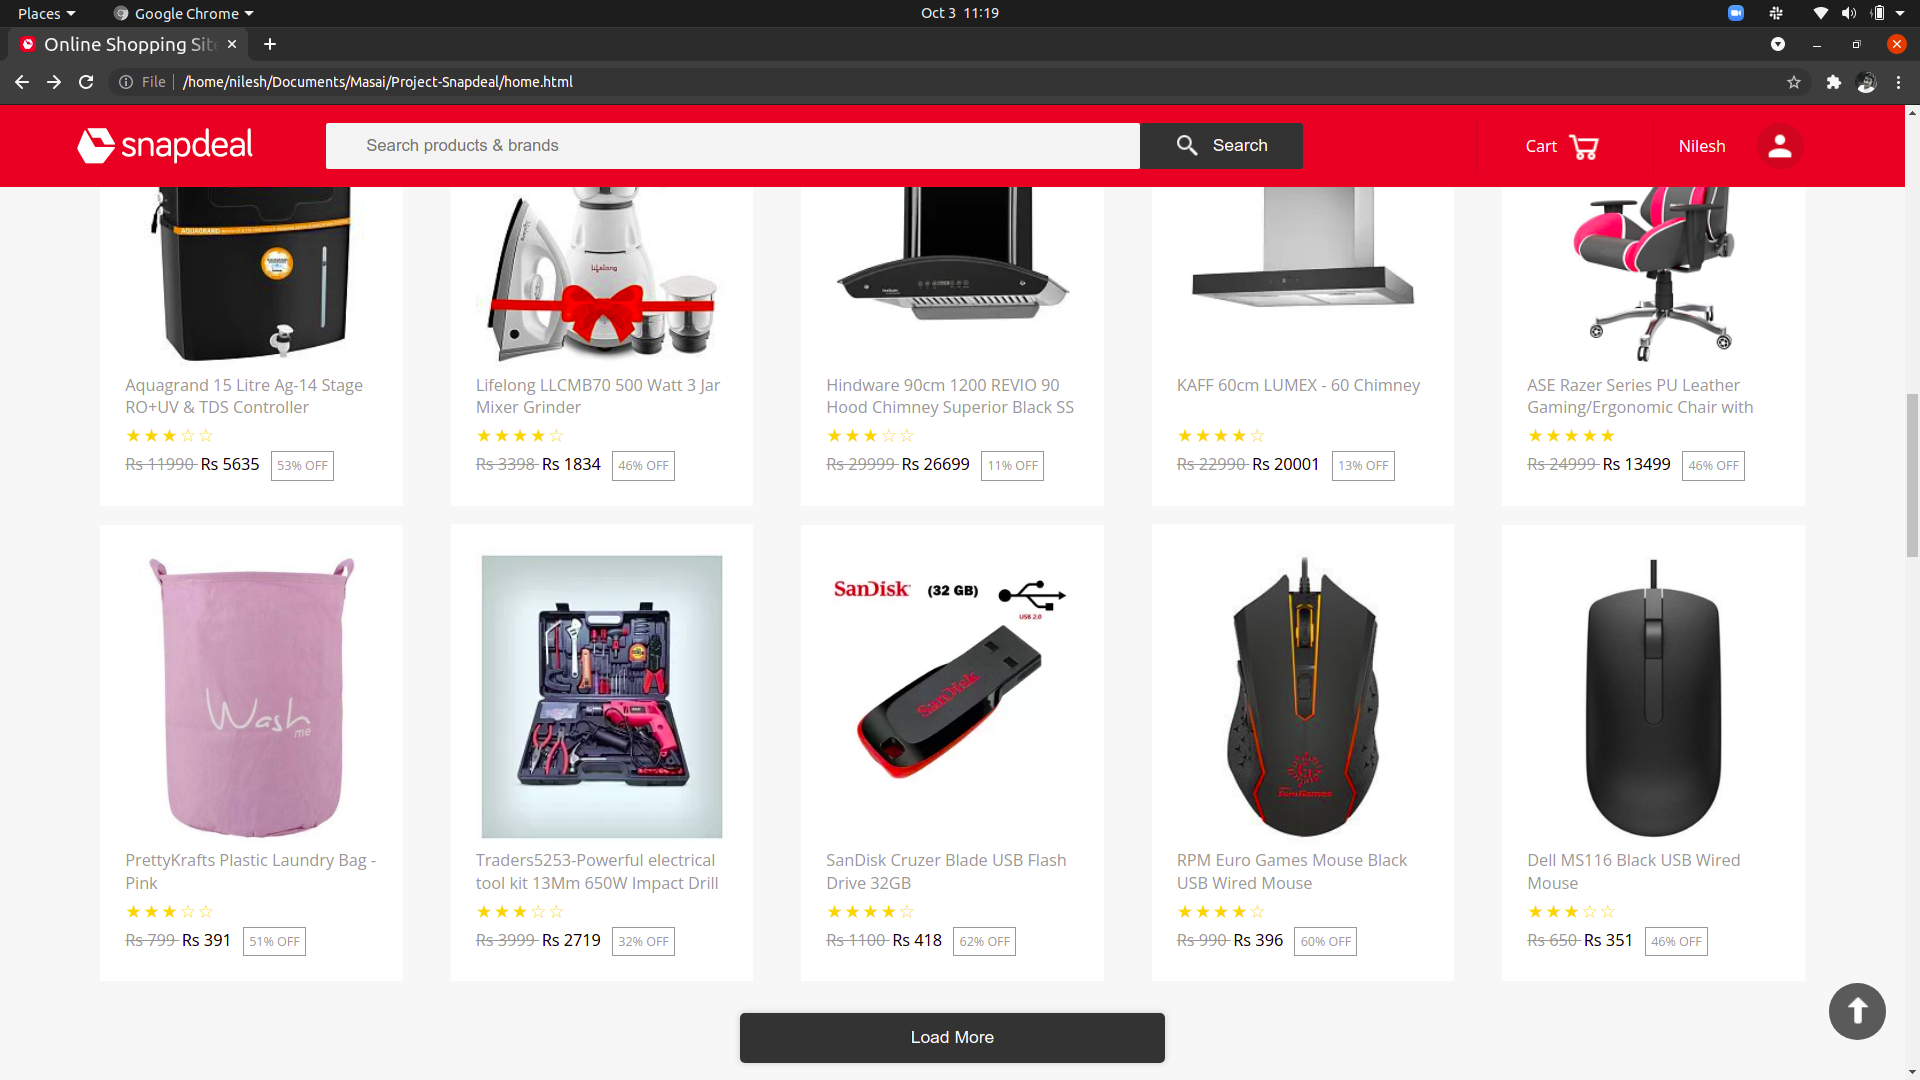 Places
Google Chrome
Oct 3 11:19
Online Shopping Site
File
/home/nilesh/Documents/Masai/Project-Snapdeal/home.html
snapdeal
Search products & brands
Search
Cart
Nilesh
AQUAGRAND
Lifelong
Aquagrand 15 Litre Ag-14 Stage
RO+UV & TDS Controller
★★★☆☆
Rs 11990 Rs 5635 53% OFF
Lifelong LLCMB70 500 Watt 3 Jar
Mixer Grinder
★★★★☆
Rs 3398 Rs 1834 46% OFF
Hindware 90cm 1200 REVIO 90
Hood Chimney Superior Black SS
★★★☆☆
Rs 29999 Rs 26699 11% OFF
KAFF 60cm LUMEX - 60 Chimney
★★★★☆
Rs 22990 Rs 20001 13% OFF
ASE Razer Series PU Leather
Gaming/Ergonomic Chair with
★★★★★
Rs 24999 Rs 13499 46% OFF
Wash
me
PrettyKrafts Plastic Laundry Bag -
Pink
★★★☆☆
Rs 799 Rs 391 51% OFF
Traders5253-Powerful electrical
tool kit 13Mm 650W Impact Drill
★★★☆☆
Rs 3999 Rs 2719 32% OFF
SanDisk (32 GB)
USB 2.0
SanDisk
SanDisk Cruzer Blade USB Flash
Drive 32GB
★★★★☆
Rs 1100 Rs 418 62% OFF
EuroGames
RPM Euro Games Mouse Black
USB Wired Mouse
★★★★☆
Rs 990 Rs 396 60% OFF
Dell MS116 Black USB Wired
Mouse
★★★☆☆
Rs 650 Rs 351 46% OFF
Load More